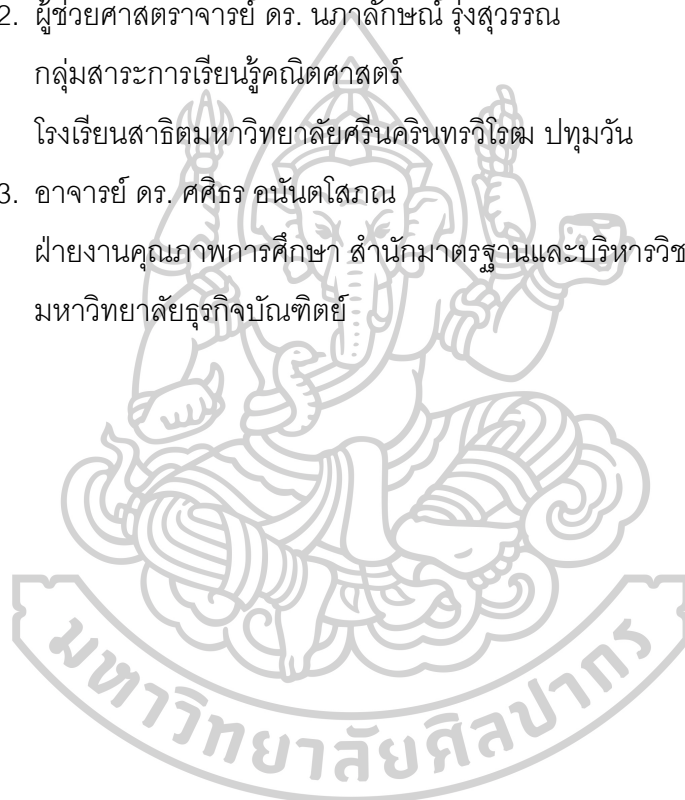 2. ผู้ช่วยศาสตราจารย์ ดร. นภาลักษณ์ รุ่งสุวรรณ
กลุ่มสาระการเรียนรู้คณิตศาสตร์
โรงเรียนสาธิตมหาวิทยาลัยศรีนครินทรวิโรฒ ปทุมวัน
3. อาจารย์ ดร. ศศิธร อนันตโสภณ
ฝ่ายงานคุณภาพการศึกษา สำนักมาตรฐานและบริหารวิช
มหาวิทยาลัยธุรกิจบัณฑิตย์
มหาวิทยาลัยศิลปากร